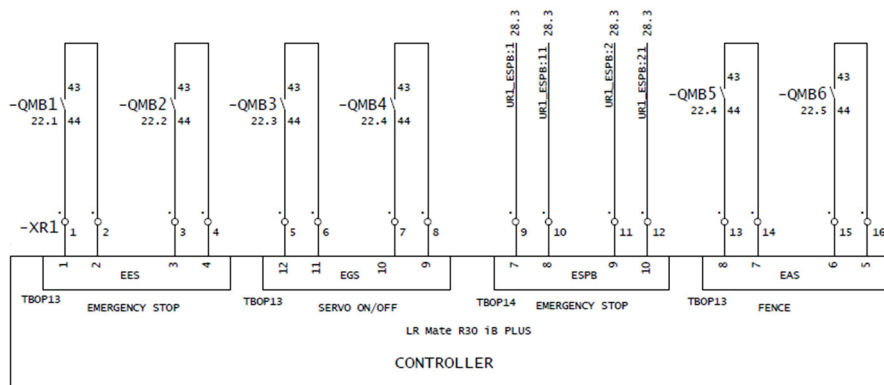 28.3
28.3
28.3
28.3
UR1_ESPB:1
UR1_ESPB:11
UR1_ESPB:2
UR1_ESPB:21
43
43
43
43
43
43
-QMB1
-QMB2
-QMB3
-QMB4
-QMB5
-QMB6
22.1
44
22.2
44
22.3
44
22.4
44
22.4
44
22.5
44
-XR1
1
2
3
4
5
6
7
8
9
10
11
12
13
14
15
16
1
2
EES
3
4
12
11
EGS
10
9
7
8
ESPB
9
10
8
7
EAS
6
5
TBOP13
EMERGENCY STOP
TBOP13
SERVO ON/OFF
TBOP14
EMERGENCY STOP
TBOP13
FENCE
LR Mate R30 iB PLUS
CONTROLLER